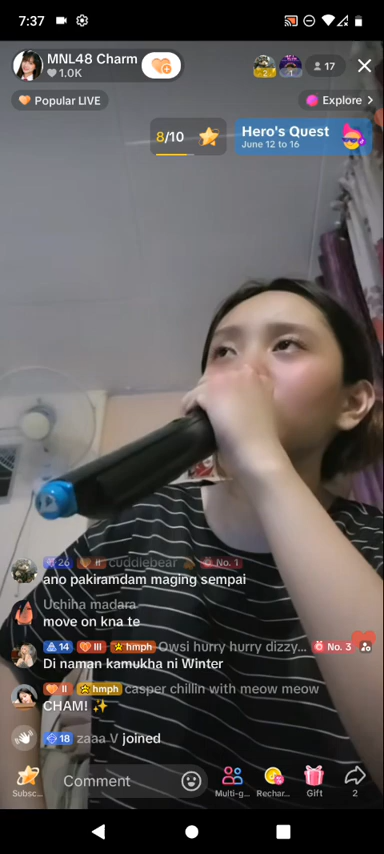 7:37
MNL48 Charm
1.0K
17
Popular LIVE
Explore
8/10
Hero's Quest
June 12 to 16
26 II cuddlebear No. 1
ano pakiramdam maging sempai
Uchiha madara
move on kna te
14 III hmph Owsi hurry hurry dizzy... No. 3
Di naman kamukha ni Winter
II hmph casper chillin with meow meow
CHAM! ✨
18 zaaa V joined
Comment
Subsc...
Multi-g...
Rechar...
Gift
2